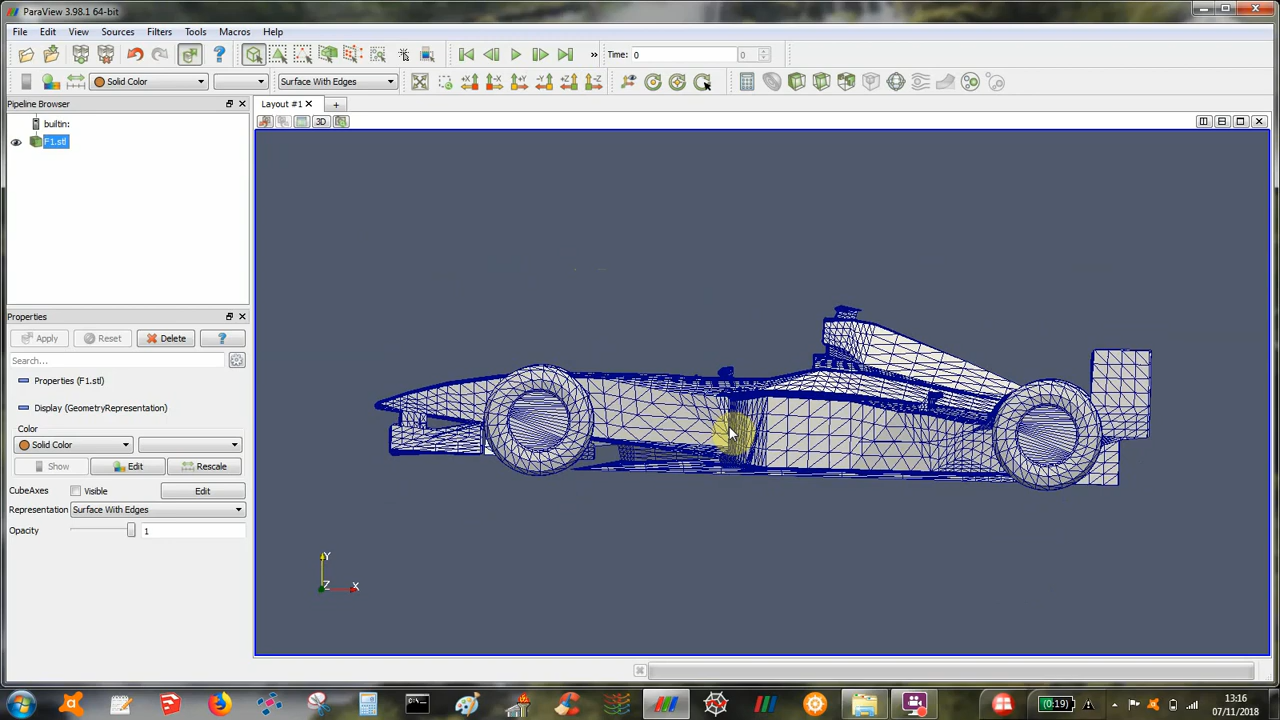 ParaView 3.98.1 64-bit
File Edit View Sources Filters Tools Macros Help
Time: 0 0
Solid Color Surface With Edges
Pipeline Browser
Layout #1
+
builtin:
3D
F1.stl
Properties
Apply Reset Delete ?
Search...
Properties (F1.stl)
Display (GeometryRepresentation)
Color
Solid Color
Show Edit Rescale
CubeAxes Visible Edit
Representation Surface With Edges
Opacity 1
Y
Z X
(0:19)
13:16
07/11/2018